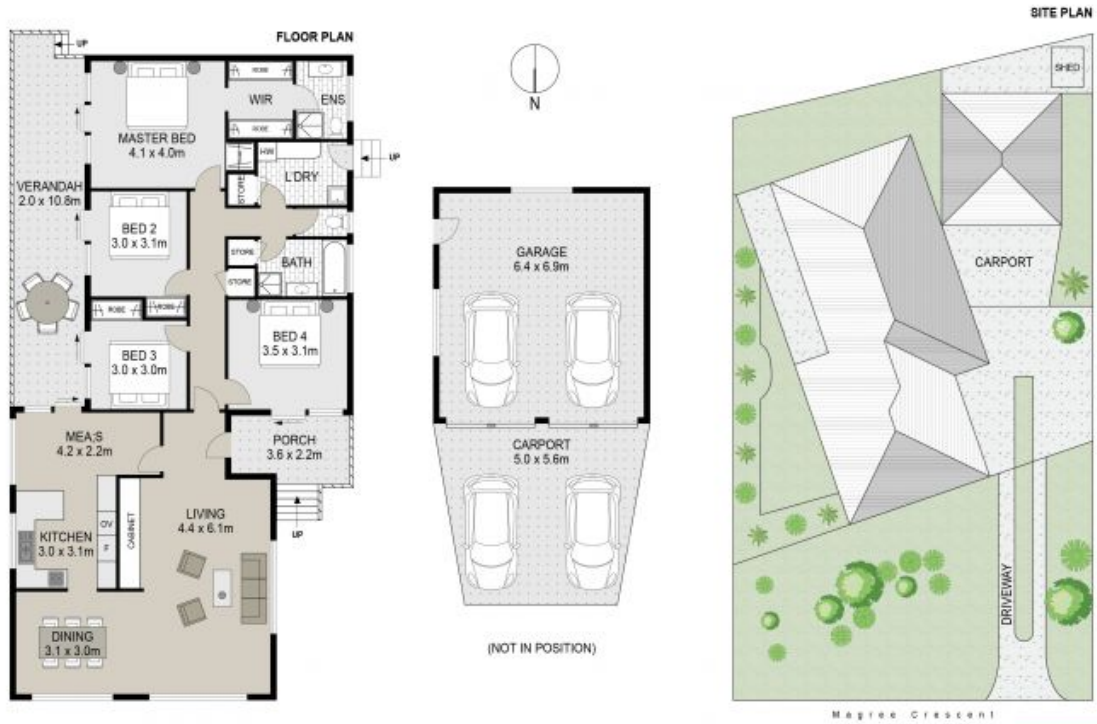 SITE PLAN
FLOOR PLAN
UP
N
SHED
ROBE
WIR
ENS
ROBE
MASTER BED
4.1 x 4.0m
HW
L'DRY
UP
STORE
VERANDAH
2.0 x 10.8m
BED 2
3.0 x 3.1m
STORE
BATH
STORE
ROBE
ROBE
BED 4
3.5 x 3.1m
BED 3
3.0 x 3.0m
MEA;S
4.2 x 2.2m
PORCH
3.6 x 2.2m
UP
LIVING
4.4 x 6.1m
CABINET
OV
F
KITCHEN
3.0 x 3.1m
DINING
3.1 x 3.0m
GARAGE
6.4 x 6.9m
CARPORT
5.0 x 5.6m
(NOT IN POSITION)
CARPORT
DRIVEWAY
Magree Crescent